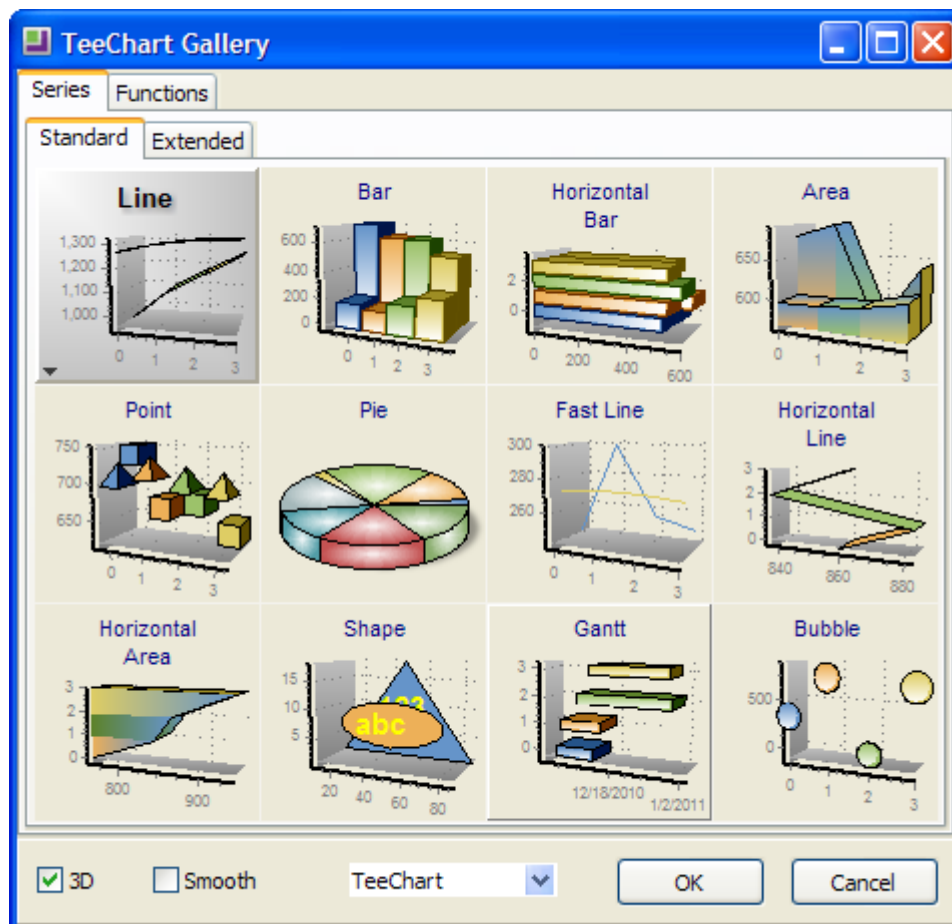 TeeChart Gallery
Series
Functions
Standard
Extended
Line
1,300
1,200
1,100
1,000
0
1
2
3
Bar
600
400
200
0
0
1
2
3
Horizontal
Bar
2
0
0
200
400
600
Area
650
600
0
1
2
3
Point
750
700
650
0
1
2
3
Pie
Fast Line
300
280
260
0
1
2
3
Horizontal
Line
3
2
1
0
840
860
880
Horizontal
Area
3
2
1
0
800
900
Shape
15
10
5
123
abc
20
40
60
80
Gantt
3
2
1
0
12/18/2010
1/2/2011
Bubble
500
0
0
1
2
3
3D
Smooth
TeeChart
OK
Cancel